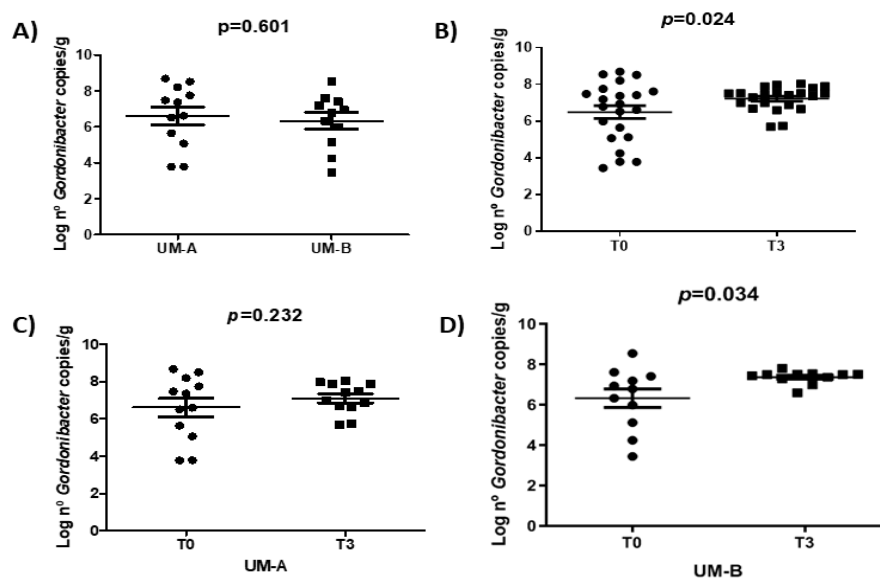 A)
p=0.601
Log nº Gordonibacter copies/g
10
8
6
4
2
0
UM-A UM-B
B)
p=0.024
Log nº Gordonibacter copies/g
10
8
6
4
2
0
T0 T3
C)
p=0.232
Log nº Gordonibacter copies/g
10
8
6
4
2
0
T0 T3
UM-A
D)
p=0.034
Log nº Gordonibacter copies/g
10
8
6
4
2
0
T0 T3
UM-B